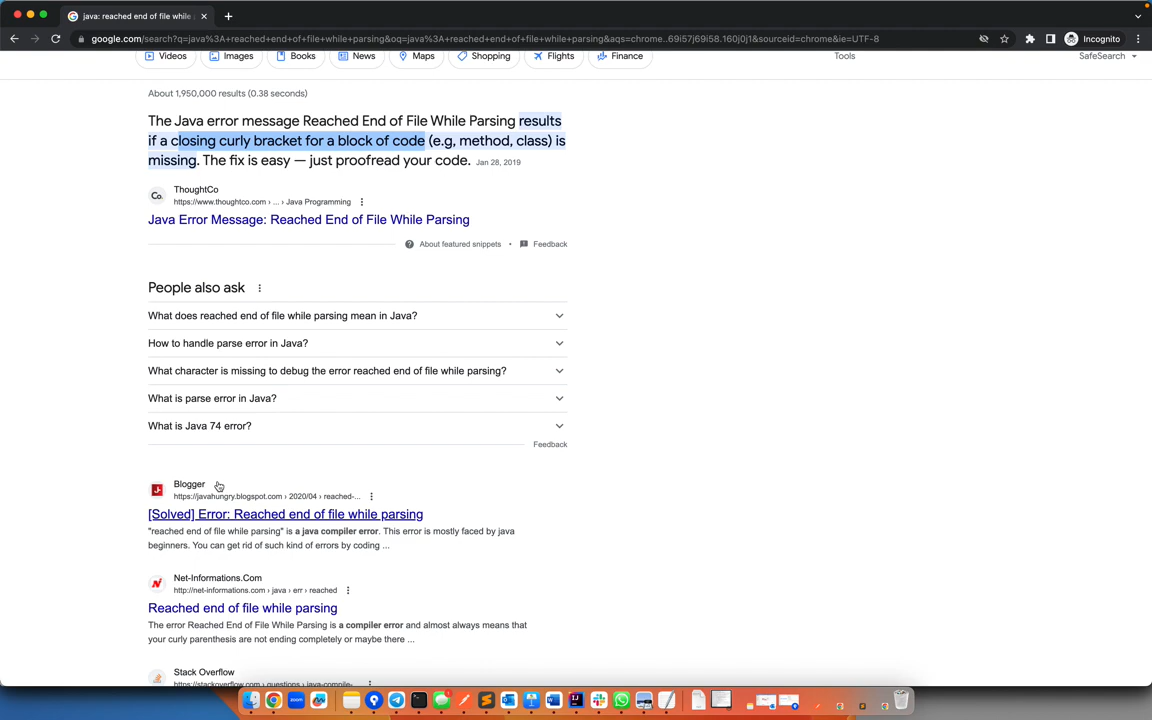 java: reached end of file while
google.com/search?q=java%3A+reached+end+of+file+while+parsing&oq=java%3A+reached+end+of+file+while+parsing&aqs=chrome..69i57j69i58.160j0j1&sourceid=chrome&ie=UTF-8
Incognito
Videos Images Books News Maps Shopping Flights Finance Tools SafeSearch
About 1,950,000 results (0.38 seconds)
The Java error message Reached End of File While Parsing results
if a closing curly bracket for a block of code (e.g, method, class) is
missing. The fix is easy — just proofread your code. Jan 28, 2019
Co.
ThoughtCo
https://www.thoughtco.com › ... › Java Programming
Java Error Message: Reached End of File While Parsing
About featured snippets • Feedback
People also ask
What does reached end of file while parsing mean in Java?
How to handle parse error in Java?
What character is missing to debug the error reached end of file while parsing?
What is parse error in Java?
What is Java 74 error?
Feedback
Blogger
https://javahungry.blogspot.com › 2020/04 › reached-...
[Solved] Error: Reached end of file while parsing
"reached end of file while parsing" is a java compiler error. This error is mostly faced by java
beginners. You can get rid of such kind of errors by coding ...
Net-Informations.Com
http://net-informations.com › java › err › reached
Reached end of file while parsing
The error Reached End of File While Parsing is a compiler error and almost always means that
your curly parenthesis are not ending completely or maybe there ...
Stack Overflow
https://stackoverflow.com › questions › java-compile-...
zoom